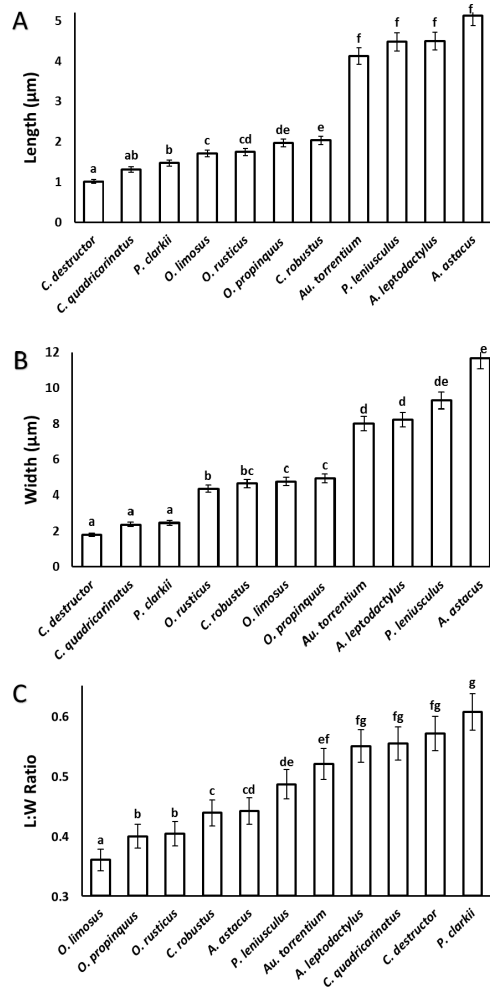 A
Length (µm)
5
4
3
2
1
0
a
ab
b
c
cd
de
e
f
f
f
f
C. destructor
C. quadricarinatus
P. clarkii
O. limosus
O. rusticus
O. propinquus
C. robustus
Au. torrentium
P. leniusculus
A. leptodactylus
A. astacus
B
Width (µm)
12
10
8
6
4
2
0
a
a
a
b
bc
c
c
d
d
de
e
C. destructor
C. quadricarinatus
P. clarkii
O. rusticus
C. robustus
O. limosus
O. propinquus
Au. torrentium
A. leptodactylus
P. leniusculus
A. astacus
C
L:W Ratio
0.6
0.5
0.4
0.3
a
b
b
c
cd
de
ef
fg
fg
fg
g
O. limosus
O. propinquus
O. rusticus
C. robustus
A. astacus
P. leniusculus
Au. torrentium
A. leptodactylus
C. quadricarinatus
C. destructor
P. clarkii